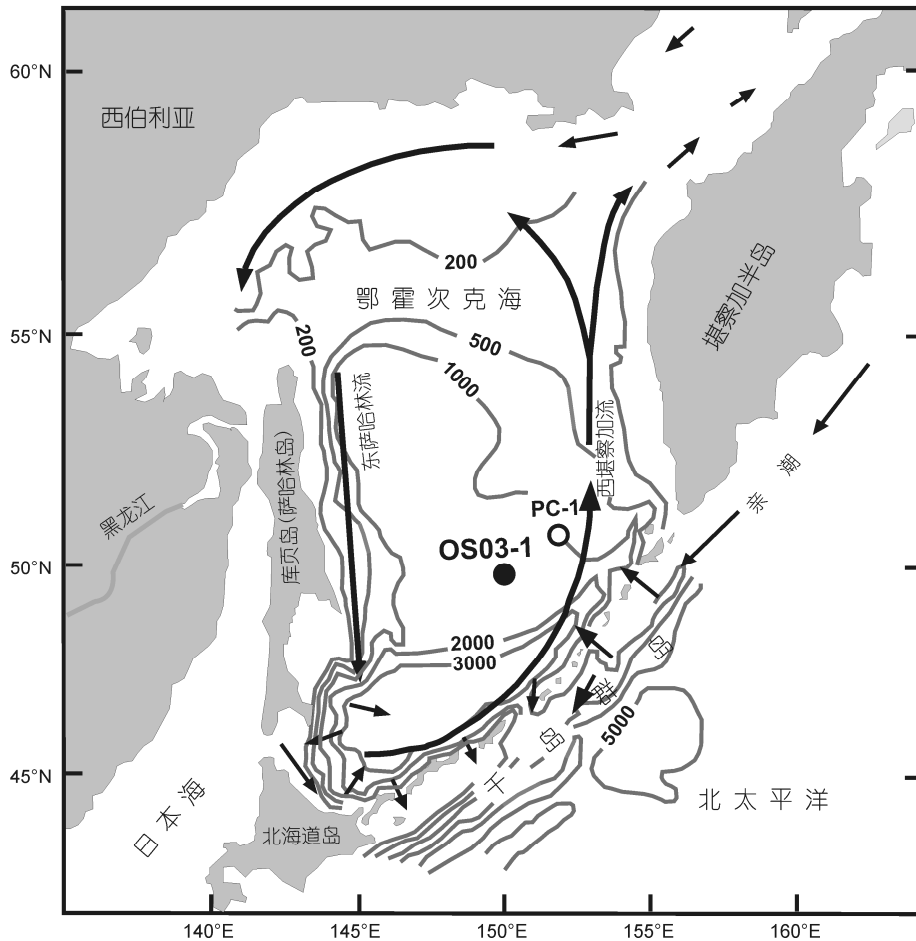 60°N
西伯利亚
200
鄂霍次克海
堪察加半岛
55°N
200
500
1000
东萨哈林流
西堪察加流
亲潮
库页岛(萨哈林岛)
黑龙江
PC-1
OS03-1
50°N
2000
3000
千岛群岛
5000
45°N
日本海
北海道岛
北太平洋
140°E
145°E
150°E
155°E
160°E